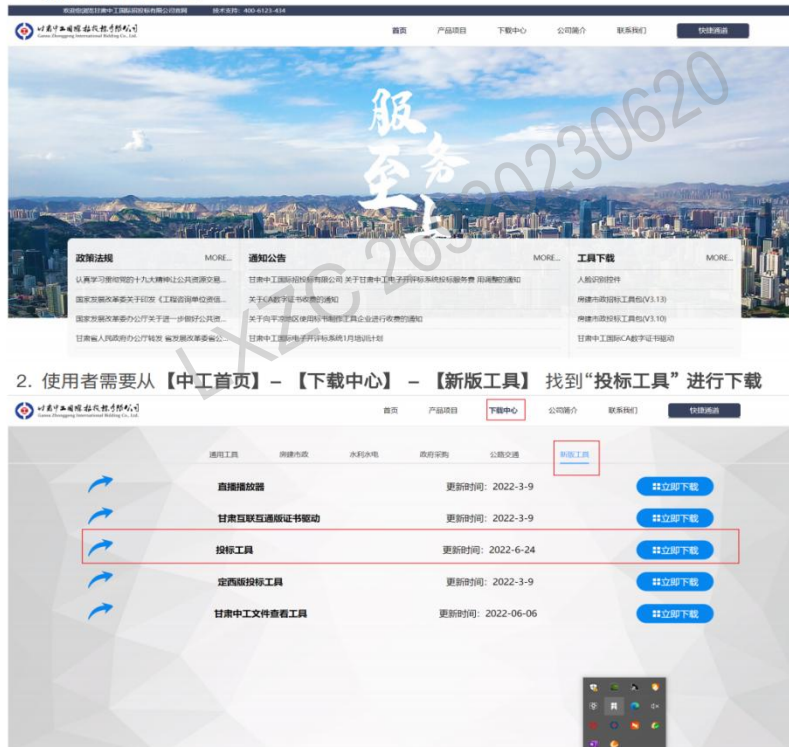 欢迎您浏览甘肃中工国际招投标有限公司官网 技术支持：400-6123-434
甘肃中工国际招投标有限公司
Gansu Zhonggong International Bidding Co., Ltd.
首页 产品项目 下载中心 公司简介 联系我们 快捷通道
服务
至上
政策法规 MORE... 通知公告 MORE... 工具下载 MORE...
认真学习贯彻党的十九大精神让公共资源交易... 甘肃中工国际招投标有限公司 关于甘肃中工电子开评标系统投标服务费 用调整的通知 人脸识别控件
国家发展改革委关于印发《工程咨询单位资信... 关于CA数字证书收费的通知 房建市政招标工具包(V3.13)
国家发展改革委办公厅关于进一步做好公共资... 关于向平凉地区使用标书制作工具企业进行收费的通知 房建市政投标工具包(V3.10)
甘肃省人民政府办公厅转发 省发展改革委省公... 甘肃中工国际电子开评标系统1月培训计划 甘肃中工国际CA数字证书驱动
2. 使用者需要从【中工首页】– 【下载中心】 – 【新版工具】 找到“投标工具” 进行下载
甘肃中工国际招投标有限公司
Gansu Zhonggong International Bidding Co., Ltd.
首页 产品项目 下载中心 公司简介 联系我们 快捷通道
通用工具 房建市政 水利水电 政府采购 公路交通 新版工具
直播播放器 更新时间：2022-3-9 立即下载
甘肃互联互通版证书驱动 更新时间：2022-3-9 立即下载
投标工具 更新时间：2022-6-24 立即下载
定西版投标工具 更新时间：2022-3-9 立即下载
甘肃中工文件查看工具 更新时间：2022-06-06 立即下载